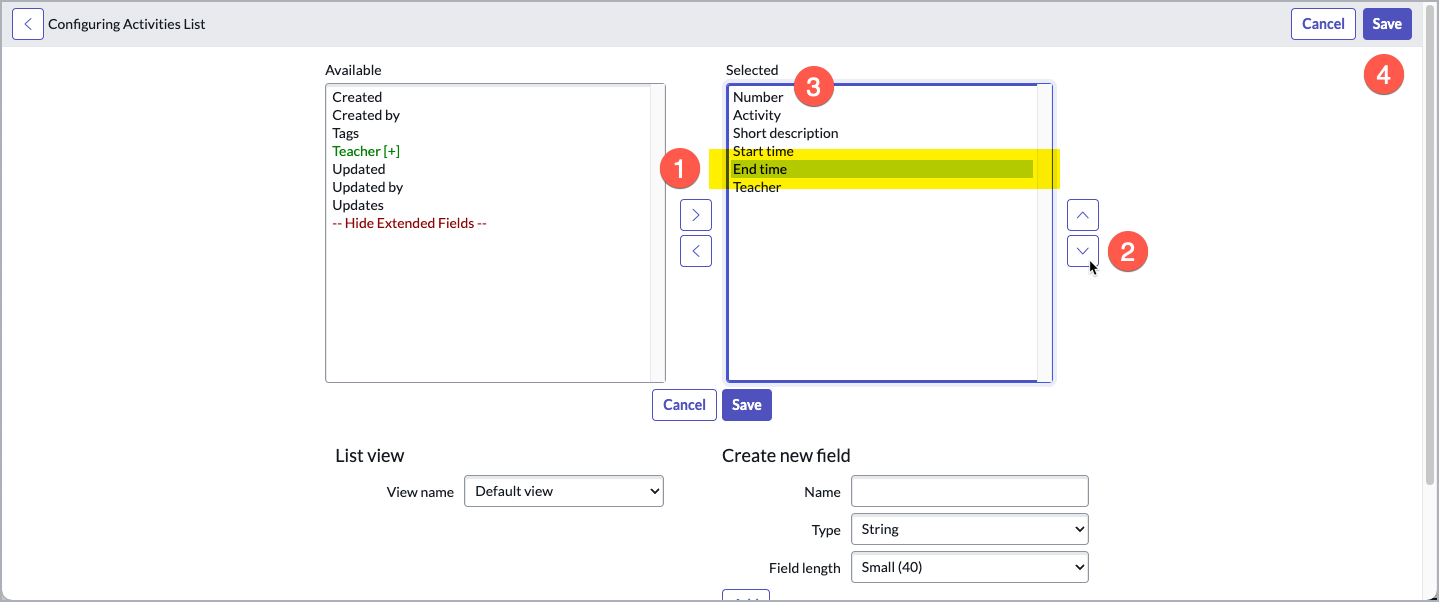 Configuring Activities List
Cancel
Save
4
Available
Selected
3
Created
Created by
Tags
Teacher [+]
Updated
Updated by
Updates
-- Hide Extended Fields --
1
Number
Activity
Short description
Start time
End time
Teacher
2
Cancel
Save
List view
View name
Default view
Create new field
Name
Type
String
Field length
Small (40)